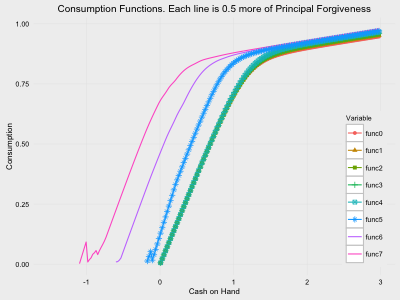 Consumption Functions. Each line is 0.5 more of Principal Forgiveness
1.00
0.75
0.50
0.25
0.00
Consumption
-1
0
1
2
3
Cash on Hand
Variable
func0
func1
func2
func3
func4
func5
func6
func7